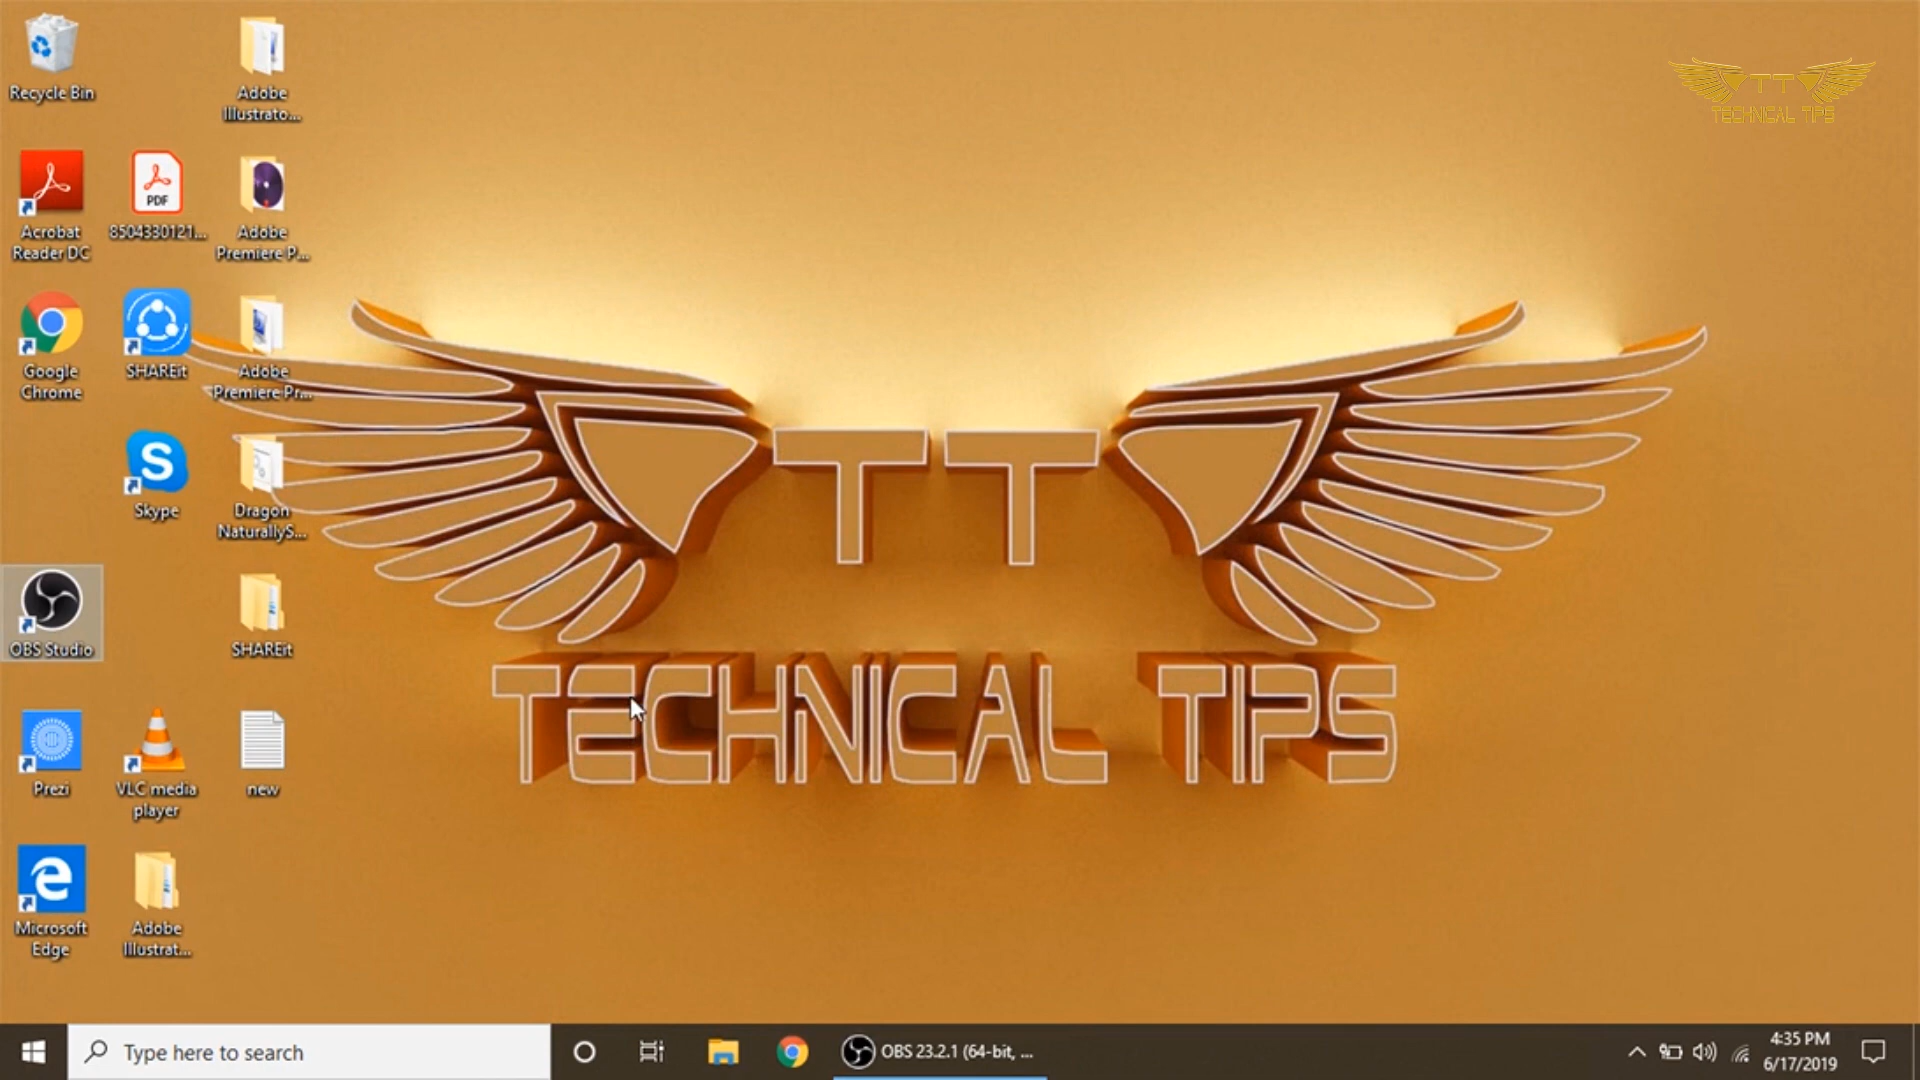 Recycle Bin
Adobe
Illustrato...
TT
TECHNICAL TIPS
Acrobat
Reader DC
PDF
8504330121...
Adobe
Premiere P...
Google
Chrome
SHAREit
Adobe
Premiere Pr...
Skype
Dragon
NaturallyS...
TT
TECHNICAL TIPS
OBS Studio
SHAREit
Prezi
VLC media
player
new
Microsoft
Edge
Adobe
Illustrat...
Type here to search
OBS 23.2.1 (64-bit, ...
4:35 PM
6/17/2019